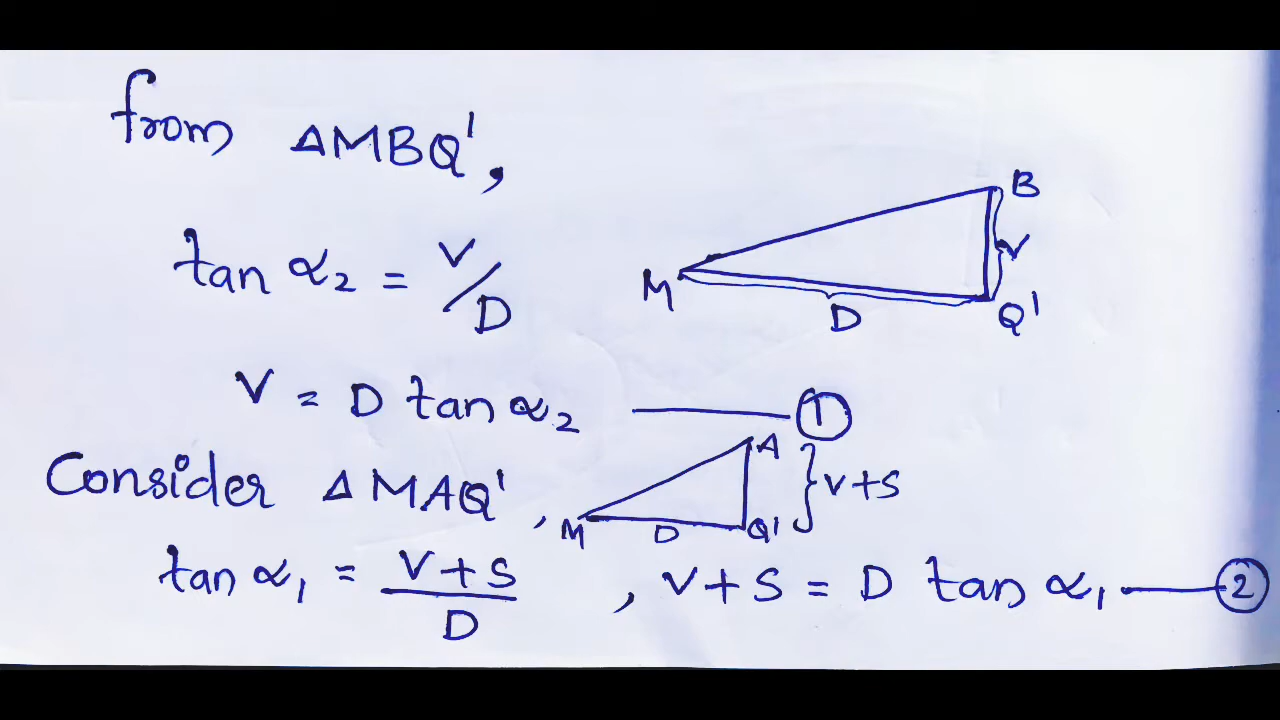 from ΔMBQ',
tan α₂ = V/D
B
V
M
D
Q'
V = D tan α₂ —— ①
Consider ΔMAQ',
A
V+S
M
D
Q'
tan α₁ = V+S/D , V+S = D tan α₁ —— ②